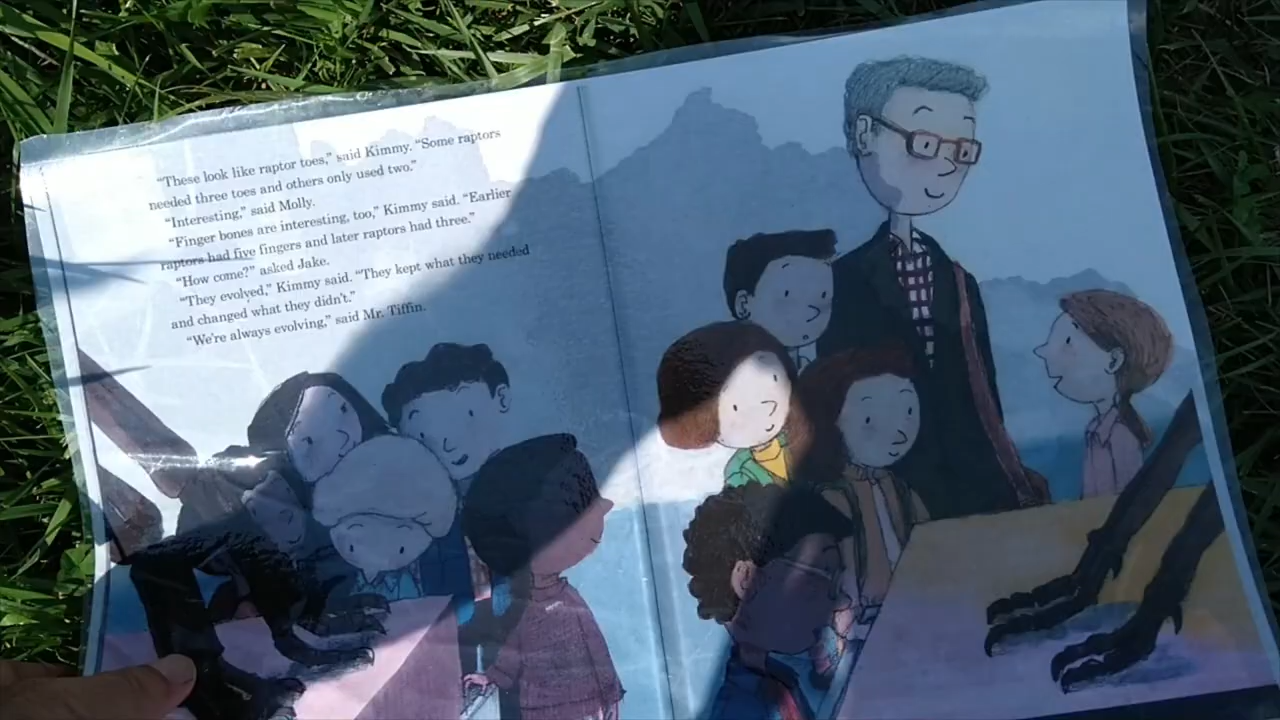 “These look like raptor toes,” said Kimmy. “Some raptors
needed three toes and others only used two.”
“Interesting,” said Molly.
“Finger bones are interesting, too,” Kimmy said. “Earlier
raptors had five fingers and later raptors had three.”
“How come?” asked Jake.
“They evolved,” Kimmy said. “They kept what they needed
and changed what they didn’t.”
“We’re always evolving,” said Mr. Tiffin.